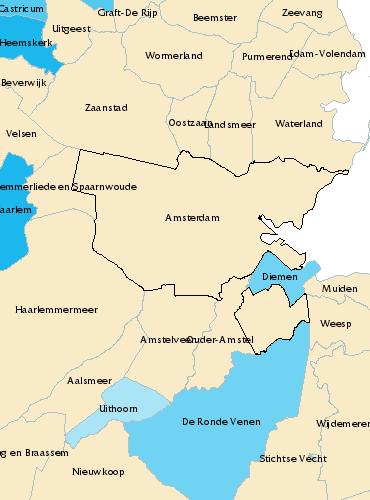 Castricum
Graft-De Rijp
Beemster
Zeevang
Uitgeest
Heemskerk
Wormerland
Purmerend
Edam-Volendam
Beverwijk
Zaanstad
Oostzaan
Landsmeer
Waterland
Velsen
emmerliede en Spaarnwoude
aarlem
Amsterdam
Diemen
Muiden
Haarlemmermeer
Weesp
Amstelveen
Ouder-Amstel
Aalsmeer
Uithoorn
De Ronde Venen
Wijdemeren
g en Braassem
Stichtse Vecht
Nieuwkoop